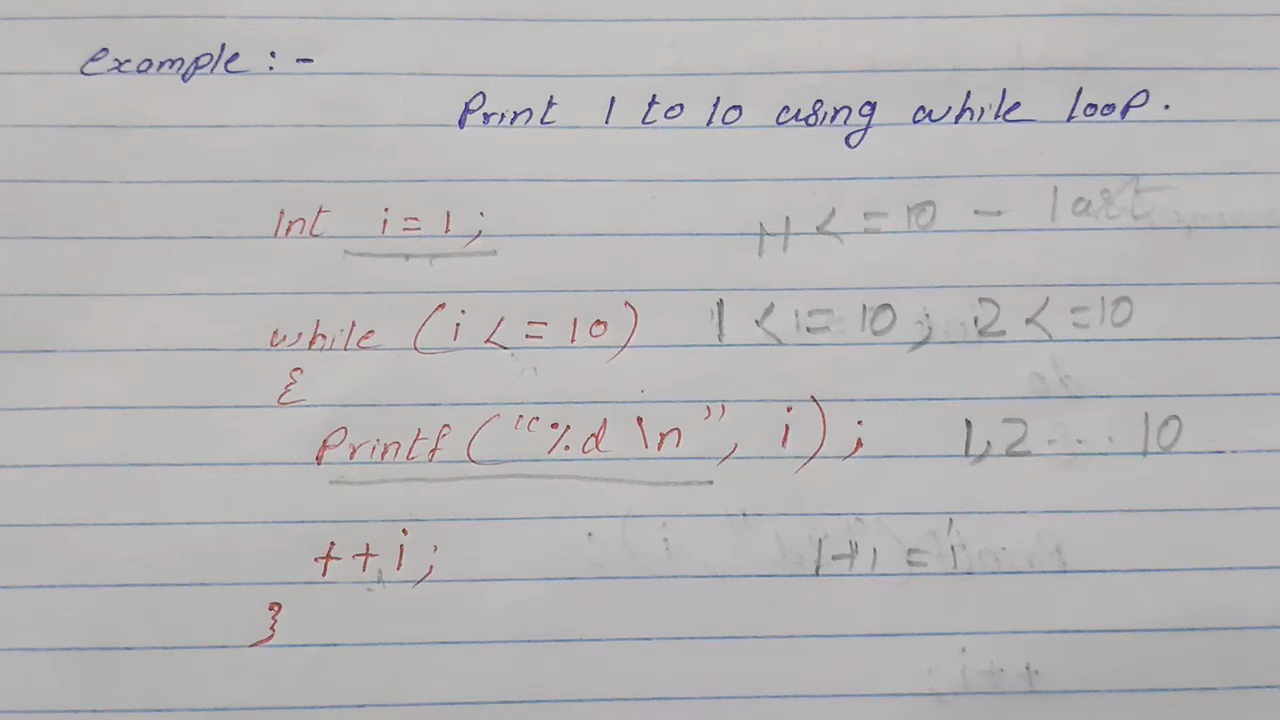 example : -
Print 1 to 10 using while loop.
Int i = 1 ; 11 < = 10 - last
while ( i < = 10 ) 1 < 1= 10 ; 2 < = 10
{
Printf ( "%d \n" , i ) ; 1, 2 .... 10
+ + i ; 1+1 = i
}